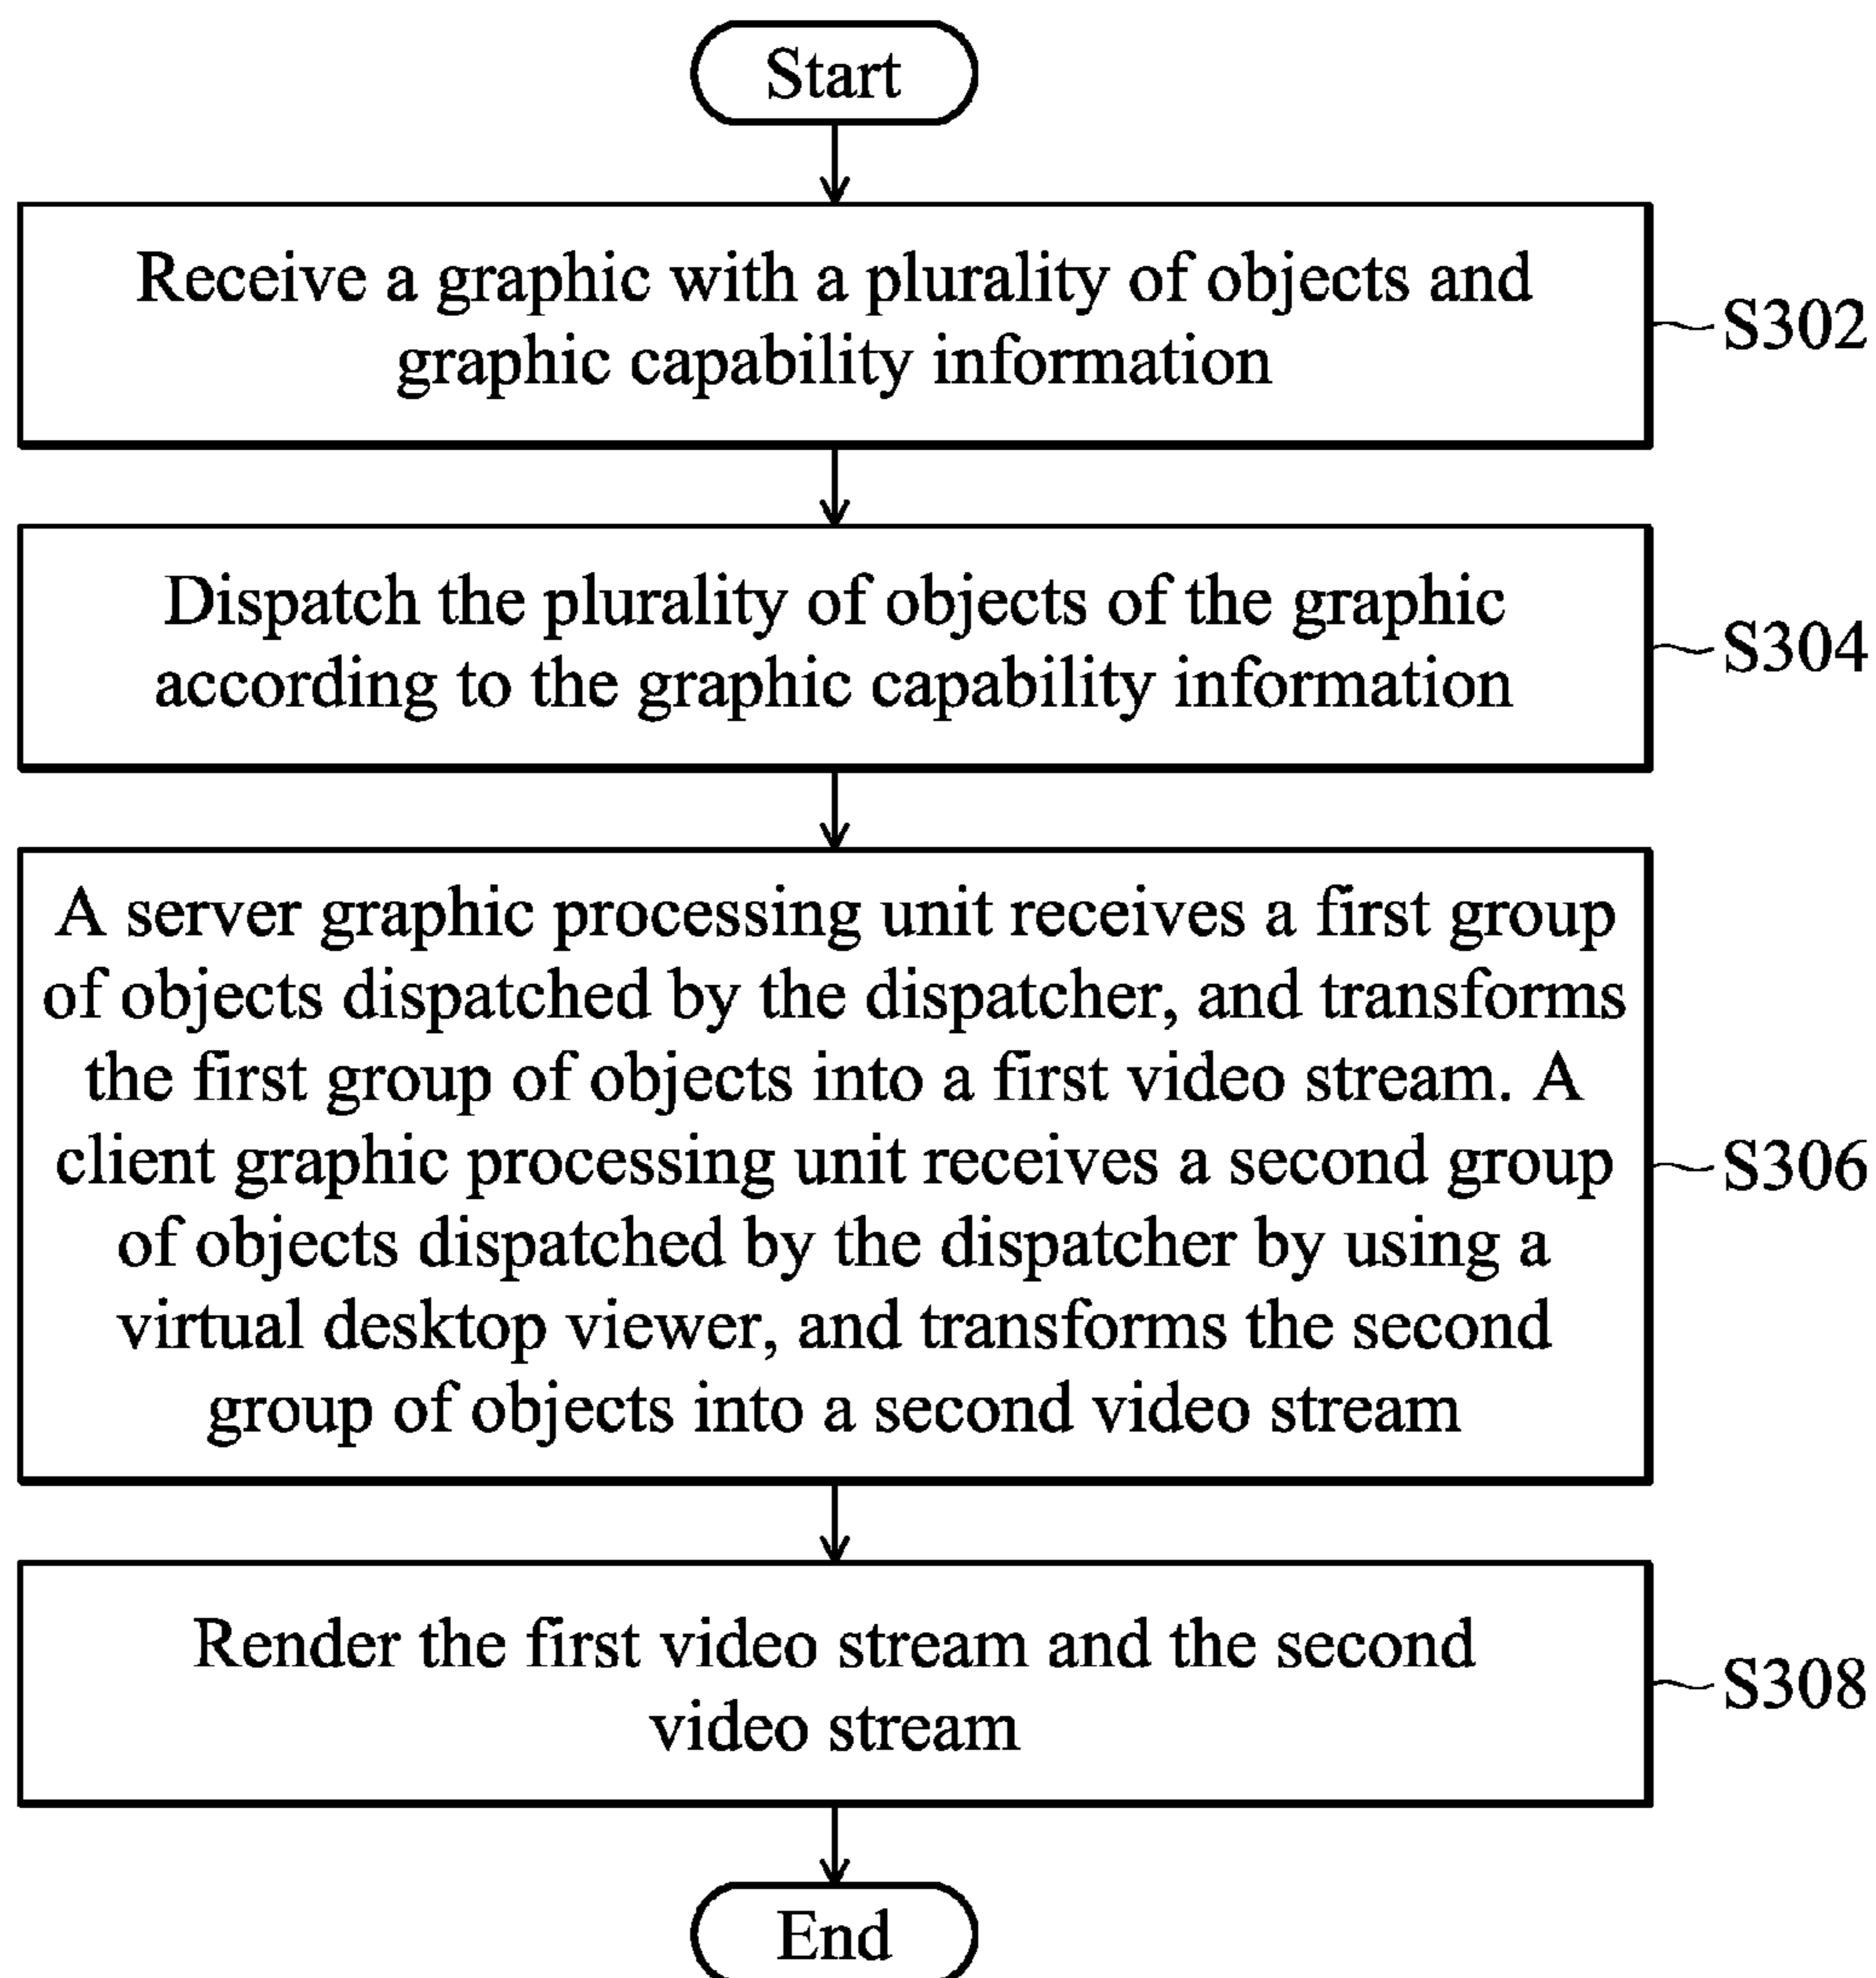 Start
Receive a graphic with a plurality of objects and
graphic capability information
S302
Dispatch the plurality of objects of the graphic
according to the graphic capability information
S304
A server graphic processing unit receives a first group
of objects dispatched by the dispatcher, and transforms
the first group of objects into a first video stream. A
client graphic processing unit receives a second group
of objects dispatched by the dispatcher by using a
virtual desktop viewer, and transforms the second
group of objects into a second video stream
S306
Render the first video stream and the second
video stream
S308
End